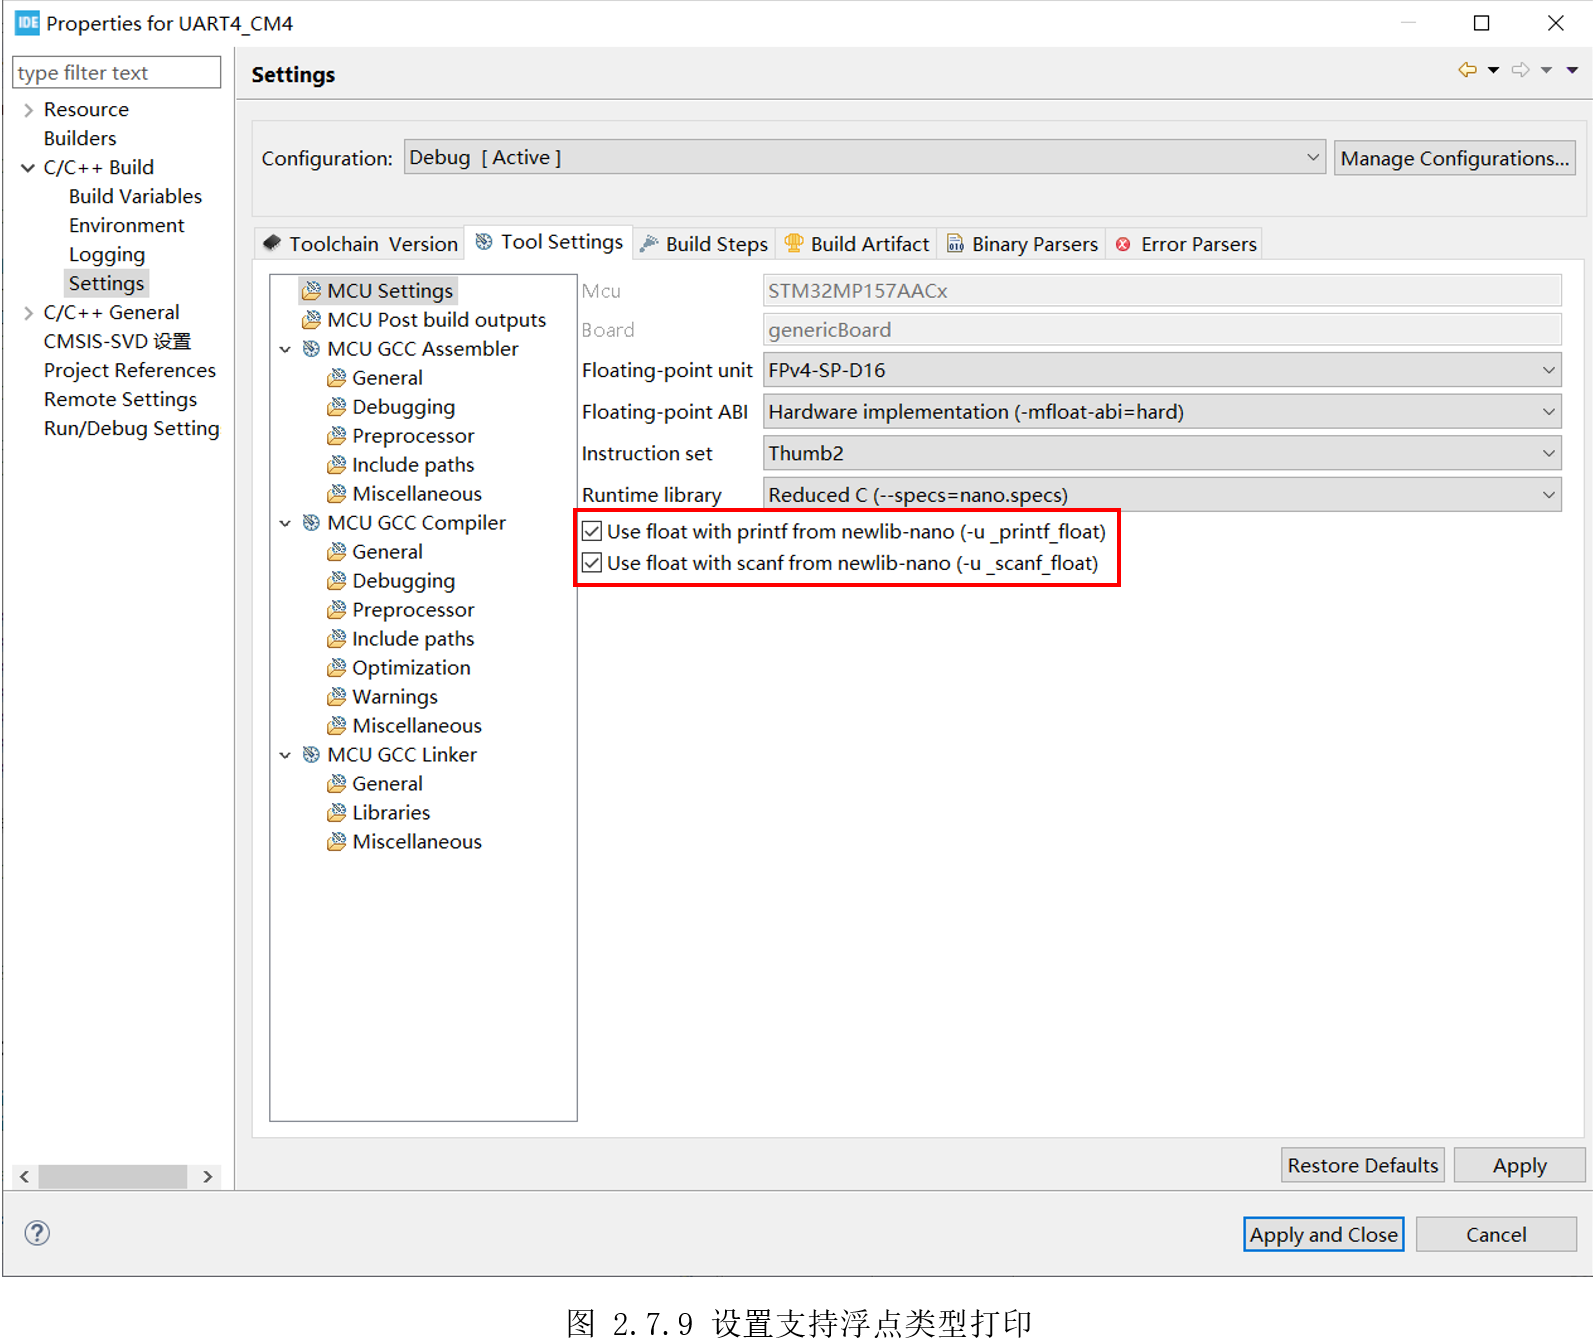 IDE Properties for UART4_CM4
type filter text
Resource
Builders
C/C++ Build
Build Variables
Environment
Logging
Settings
C/C++ General
CMSIS-SVD 设置
Project References
Remote Settings
Run/Debug Setting
Settings
Configuration: Debug [ Active ] Manage Configurations...
Toolchain Version Tool Settings Build Steps Build Artifact Binary Parsers Error Parsers
MCU Settings
MCU Post build outputs
MCU GCC Assembler
General
Debugging
Preprocessor
Include paths
Miscellaneous
MCU GCC Compiler
General
Debugging
Preprocessor
Include paths
Optimization
Warnings
Miscellaneous
MCU GCC Linker
General
Libraries
Miscellaneous
Mcu STM32MP157AACx
Board genericBoard
Floating-point unit FPv4-SP-D16
Floating-point ABI Hardware implementation (-mfloat-abi=hard)
Instruction set Thumb2
Runtime library Reduced C (--specs=nano.specs)
Use float with printf from newlib-nano (-u _printf_float)
Use float with scanf from newlib-nano (-u _scanf_float)
Restore Defaults Apply
Apply and Close Cancel
图 2.7.9 设置支持浮点类型打印